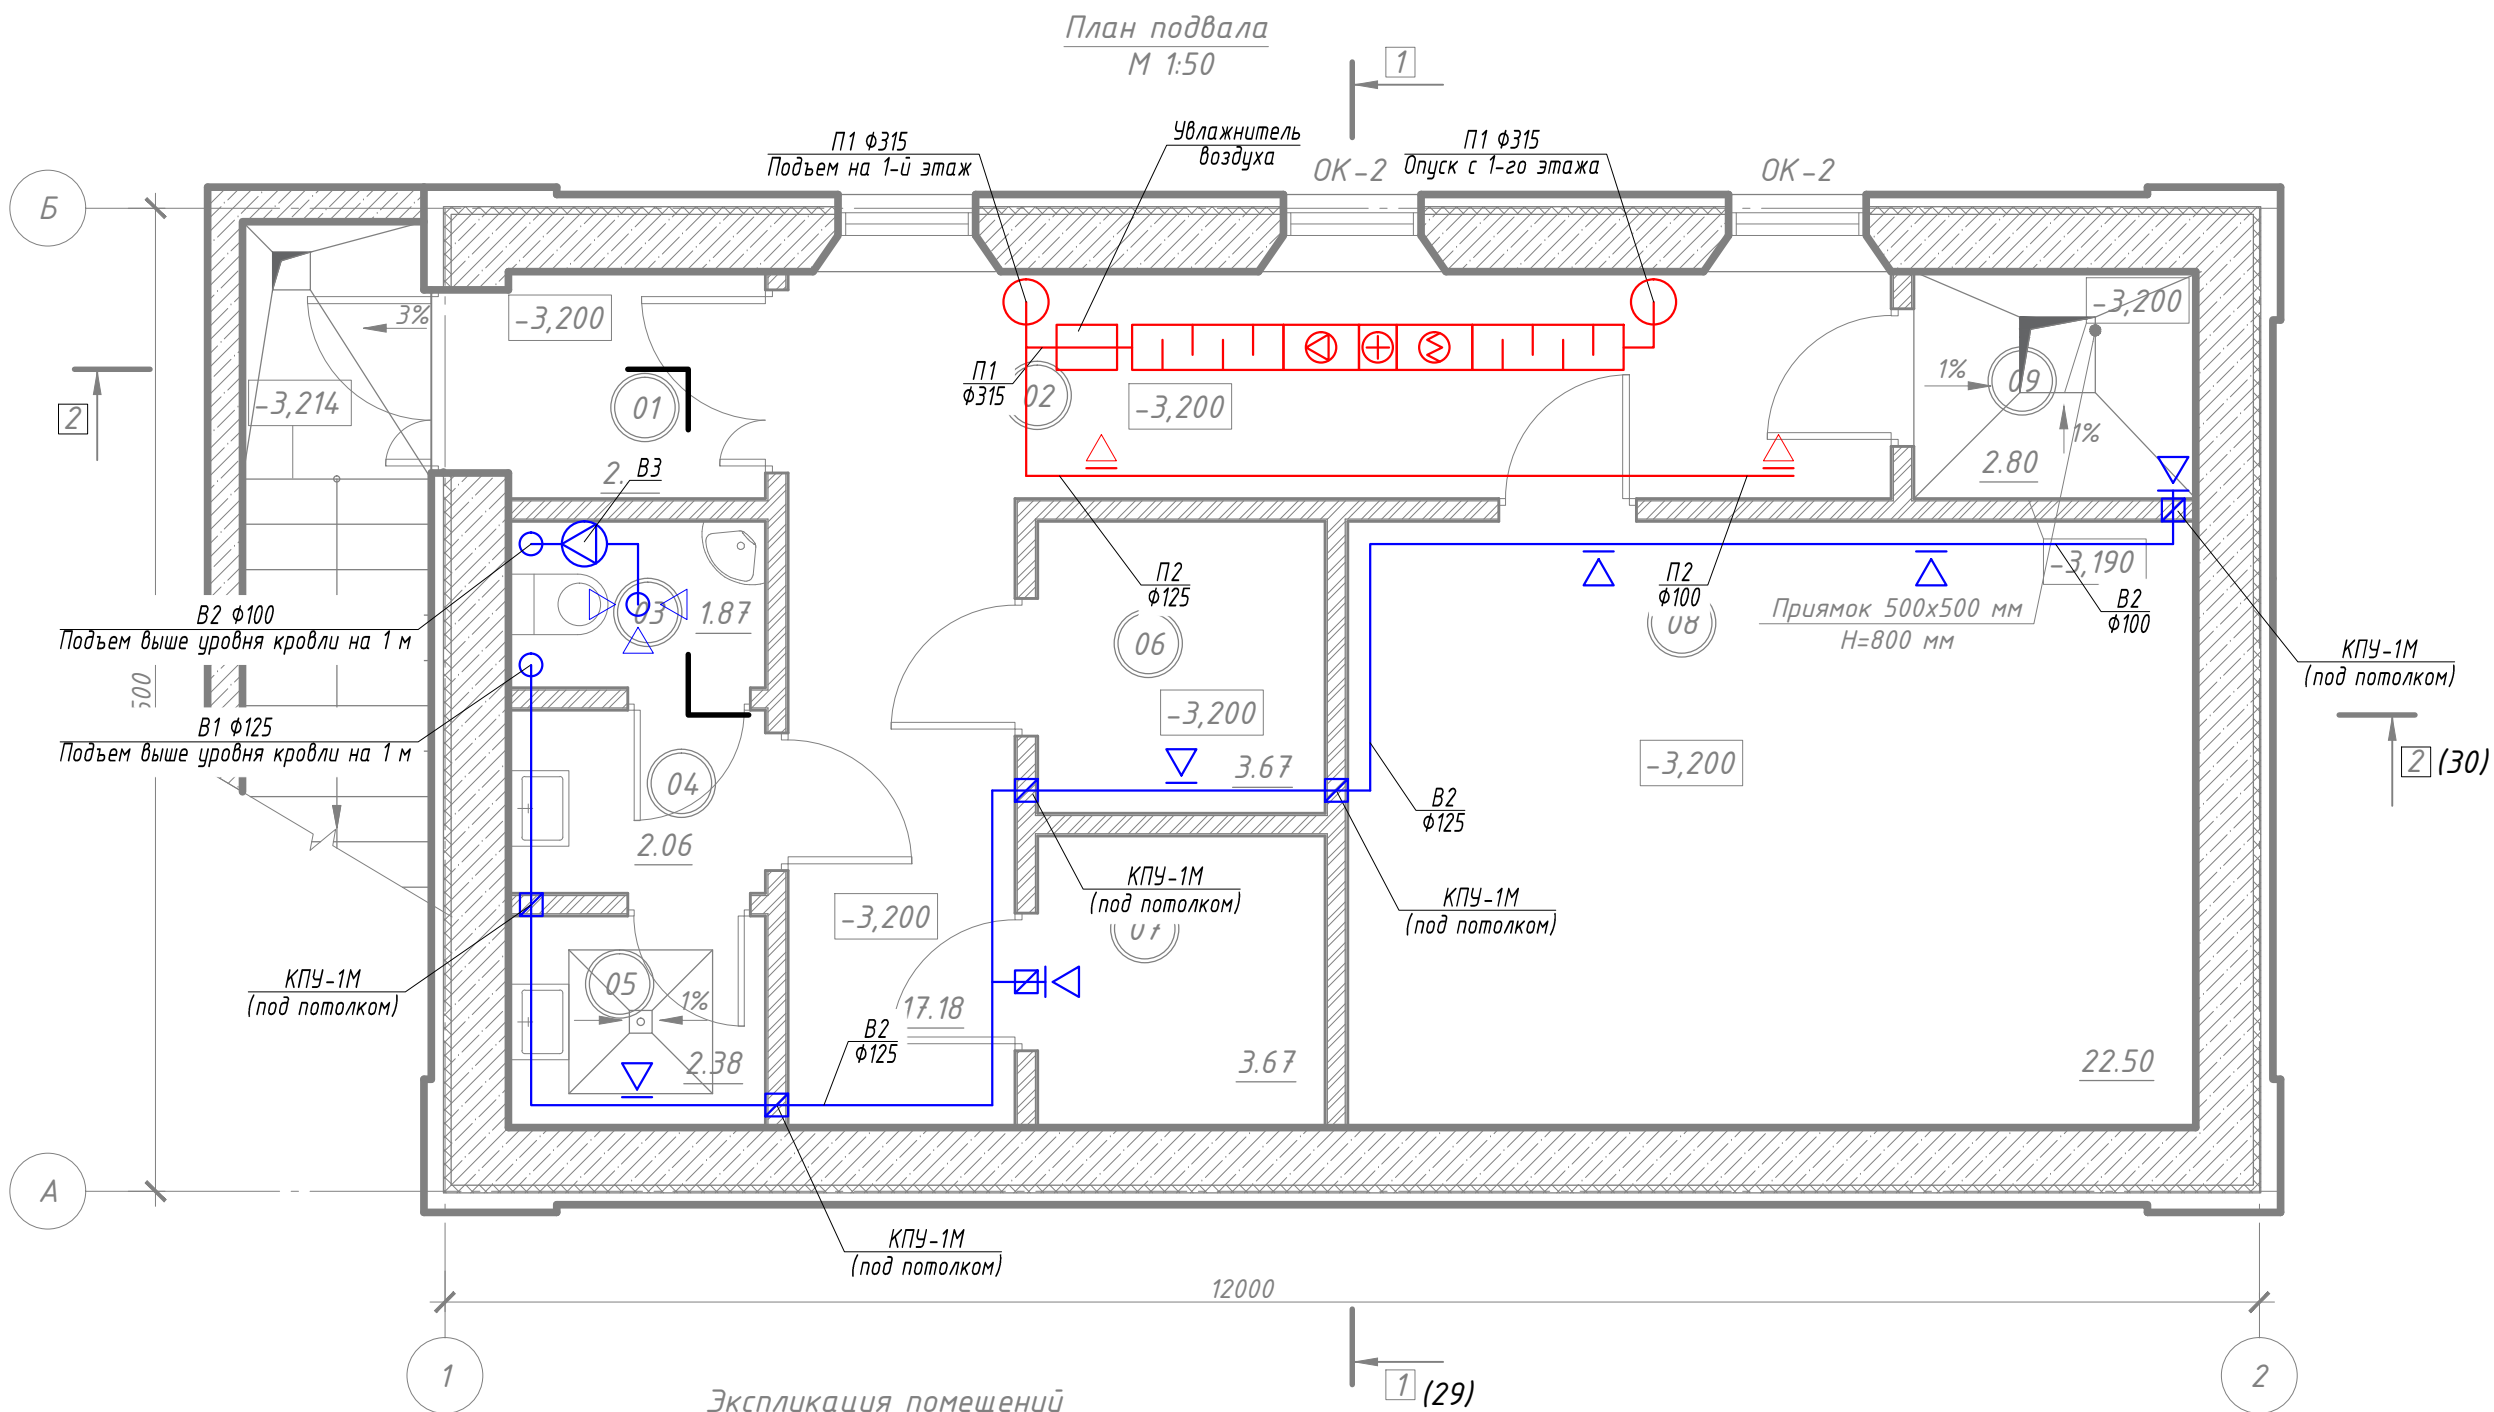 План подвала
М 1:50
1
П1 Ф315
Подъем на 1-й этаж
Увлажнитель
воздуха
П1 Ф315
Опуск с 1-го этажа
ОК-2
ОК-2
Б
-3,200
3%
-3,200
-3,214
2
01
П1
Ф315
02
-3,200
1%
09
1%
2.80
2.
В3
П2
Ф125
П2
Ф100
-3,190
В2 Ф100
Подъем выше уровня кровли на 1 м
03
1.87
06
08
Приямок 500х500 мм
Н=800 мм
В2
Ф100
КПУ-1М
(под потолком)
500
В1 Ф125
Подъем выше уровня кровли на 1 м
-3,200
-3,200
2 (30)
04
3.67
В2
Ф125
2.06
КПУ-1М
(под потолком)
КПУ-1М
(под потолком)
-3,200
07
КПУ-1М
(под потолком)
05
1%
17.18
В2
Ф125
2.38
3.67
22.50
А
КПУ-1М
(под потолком)
12000
1
1 (29)
2
Экспликация помещений